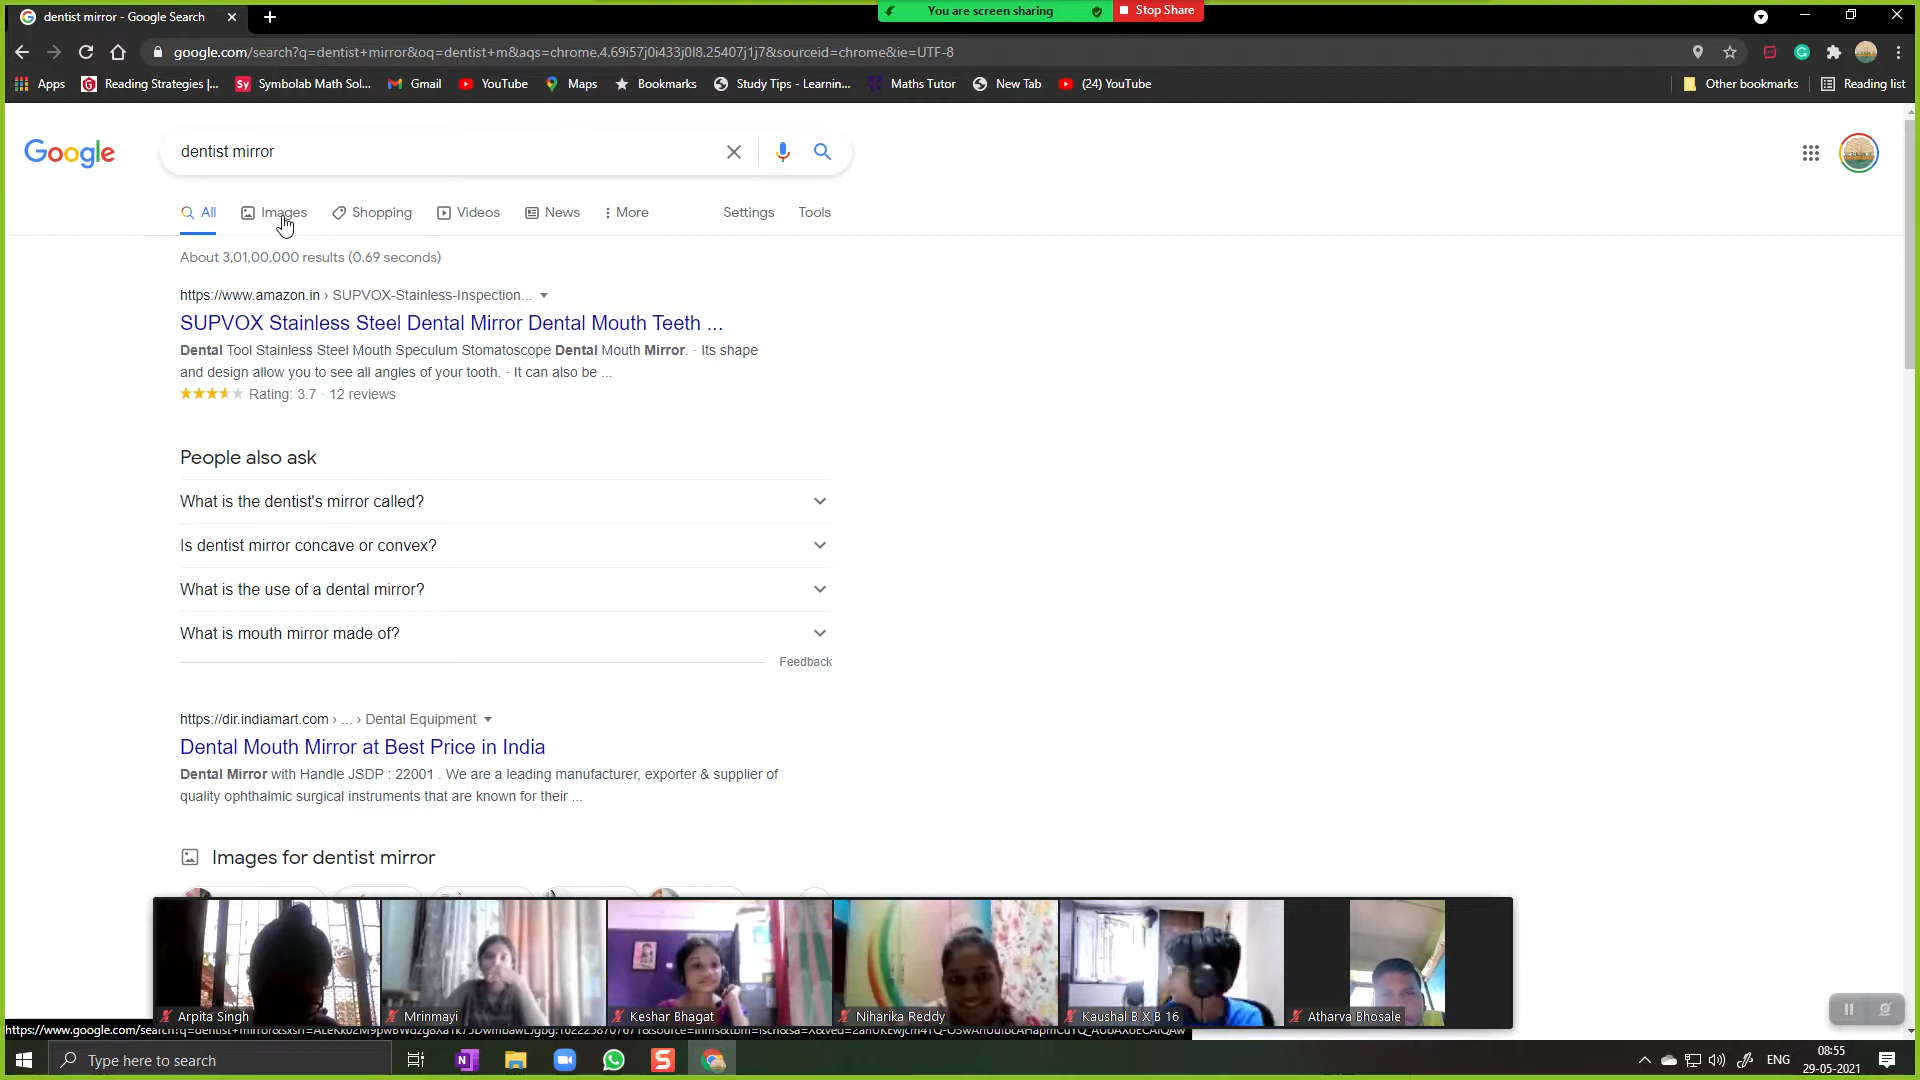 dentist mirror - Google Search
You are screen sharing
Stop Share
google.com/search?q=dentist+mirror&oq=dentist+m&aqs=chrome.4.69i57j0i433j0l8.25407j1j7&sourceid=chrome&ie=UTF-8
Apps
Reading Strategies |...
Sy
Symbolab Math Sol...
Gmail
YouTube
Maps
Bookmarks
Study Tips - Learnin...
Maths Tutor
New Tab
(24) YouTube
Other bookmarks
Reading list
Google
dentist mirror
All
Images
Shopping
Videos
News
More
Settings
Tools
About 3,01,00,000 results (0.69 seconds)
https://www.amazon.in › SUPVOX-Stainless-Inspection...
SUPVOX Stainless Steel Dental Mirror Dental Mouth Teeth ...
Dental Tool Stainless Steel Mouth Speculum Stomatoscope Dental Mouth Mirror. · Its shape
and design allow you to see all angles of your tooth. · It can also be ...
Rating: 3.7 · 12 reviews
People also ask
What is the dentist's mirror called?
Is dentist mirror concave or convex?
What is the use of a dental mirror?
What is mouth mirror made of?
Feedback
https://dir.indiamart.com › ... › Dental Equipment
Dental Mouth Mirror at Best Price in India
Dental Mirror with Handle JSDP : 22001 . We are a leading manufacturer, exporter & supplier of
quality ophthalmic surgical instruments that are known for their ...
Images for dentist mirror
Arpita Singh
Mrinmayi
Keshar Bhagat
Niharika Reddy
Kaushal B X B 16
Atharva Bhosale
Type here to search
ENG
08:55
29-05-2021